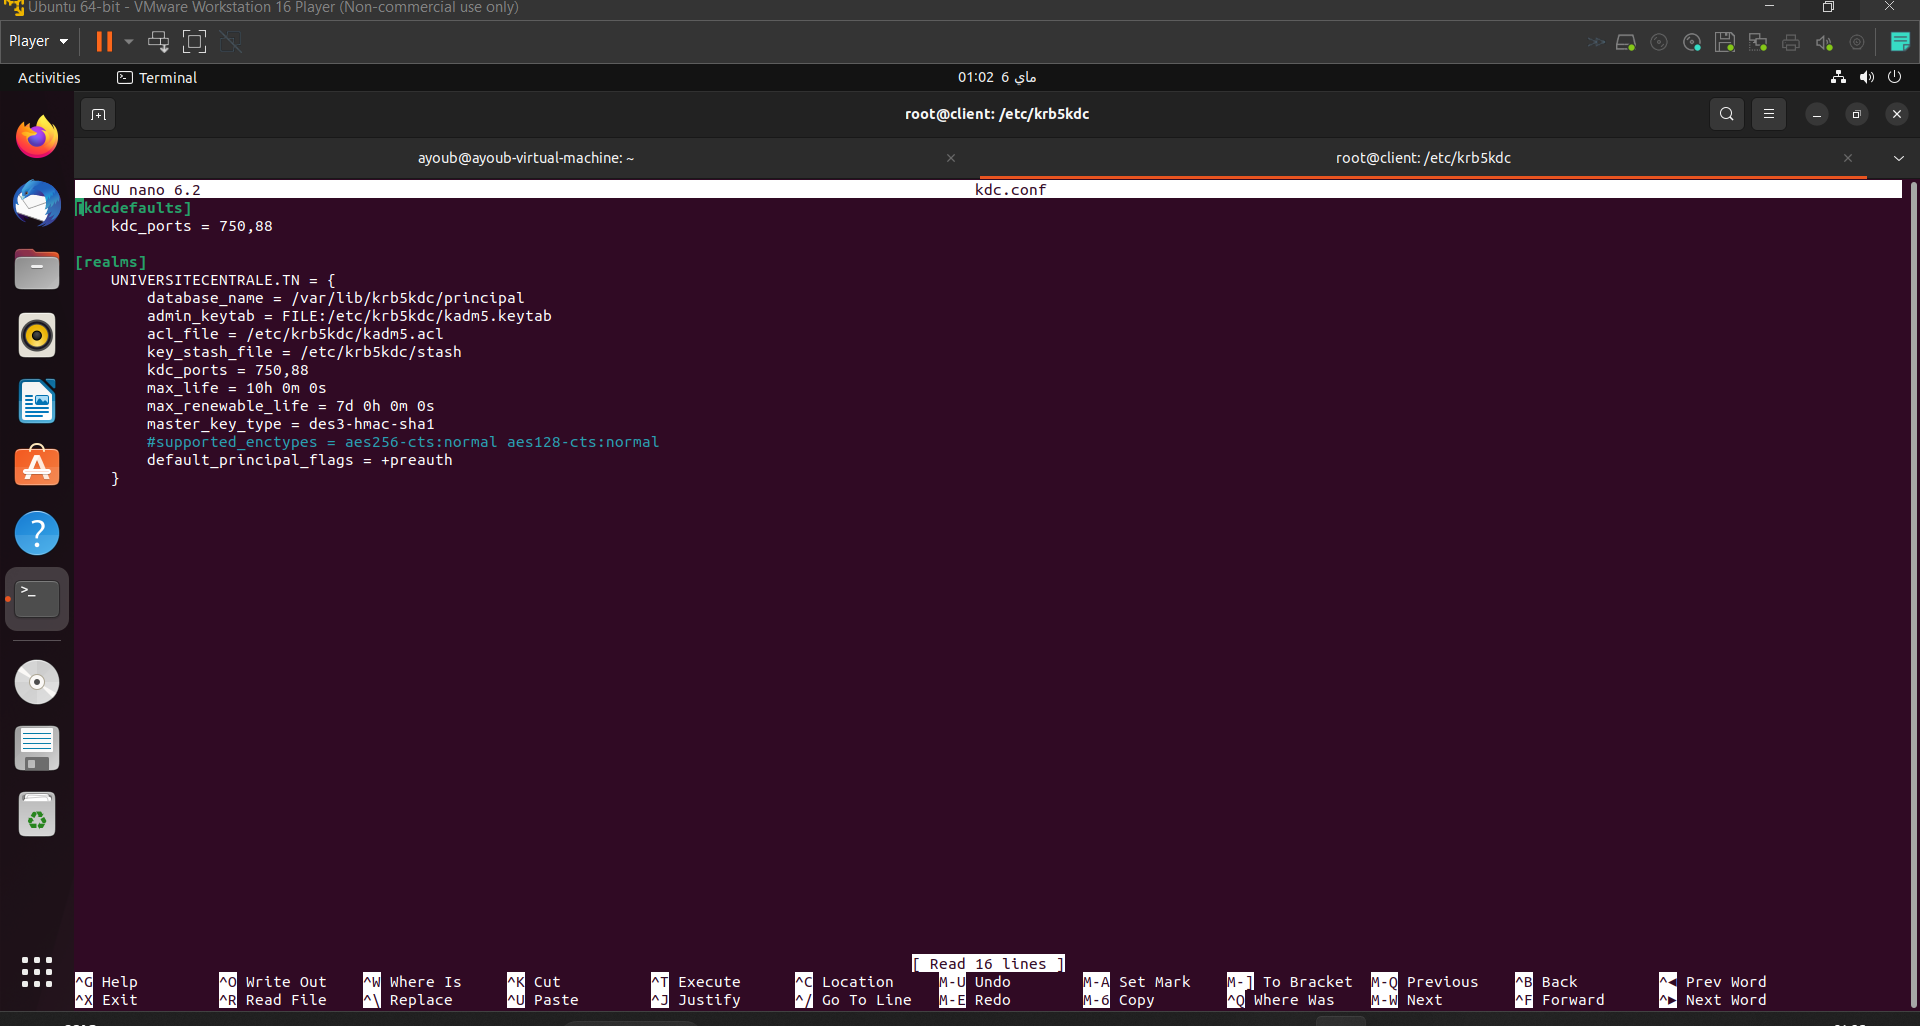 Ubuntu 64-bit - VMware Workstation 16 Player (Non-commercial use only)
Player
Activities
Terminal
01:02 6 ماي
root@client: /etc/krb5kdc
ayoub@ayoub-virtual-machine: ~
root@client: /etc/krb5kdc
GNU nano 6.2 kdc.conf
[kdcdefaults]
kdc_ports = 750,88
[realms]
UNIVERSITECENTRALE.TN = {
database_name = /var/lib/krb5kdc/principal
admin_keytab = FILE:/etc/krb5kdc/kadm5.keytab
acl_file = /etc/krb5kdc/kadm5.acl
key_stash_file = /etc/krb5kdc/stash
kdc_ports = 750,88
max_life = 10h 0m 0s
max_renewable_life = 7d 0h 0m 0s
master_key_type = des3-hmac-sha1
#supported_enctypes = aes256-cts:normal aes128-cts:normal
default_principal_flags = +preauth
}
[ Read 16 lines ]
^G Help ^O Write Out ^W Where Is ^K Cut ^T Execute ^C Location M-U Undo M-A Set Mark M-] To Bracket M-Q Previous ^B Back ^◀ Prev Word
^X Exit ^R Read File ^\ Replace ^U Paste ^J Justify ^/ Go To Line M-E Redo M-6 Copy ^Q Where Was M-W Next ^F Forward ^▶ Next Word